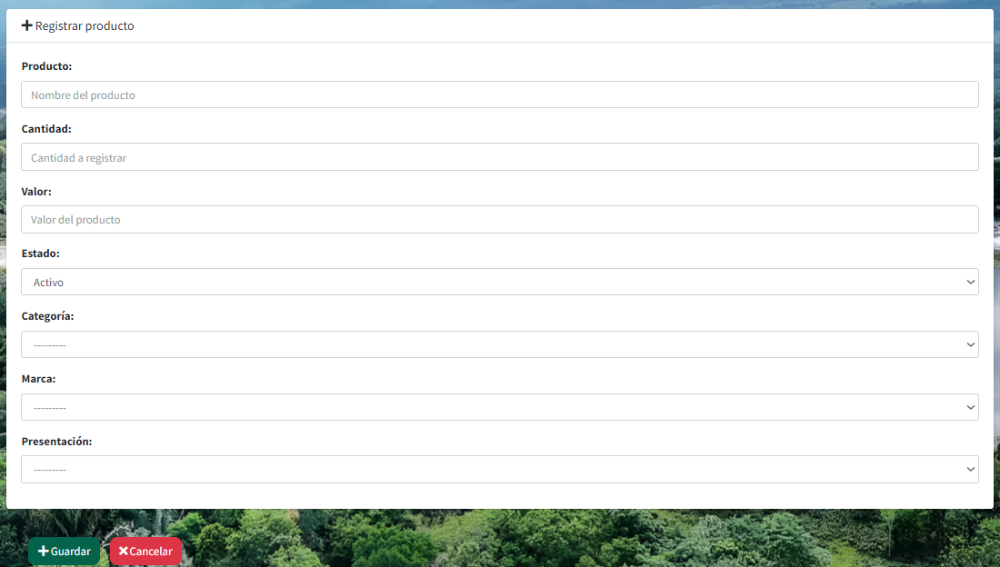 Registrar producto
Producto:
Nombre del producto
Cantidad:
Cantidad a registrar
Valor:
Valor del producto
Estado:
Activo
Categoría:
---------
Marca:
---------
Presentación:
---------
Guardar Cancelar